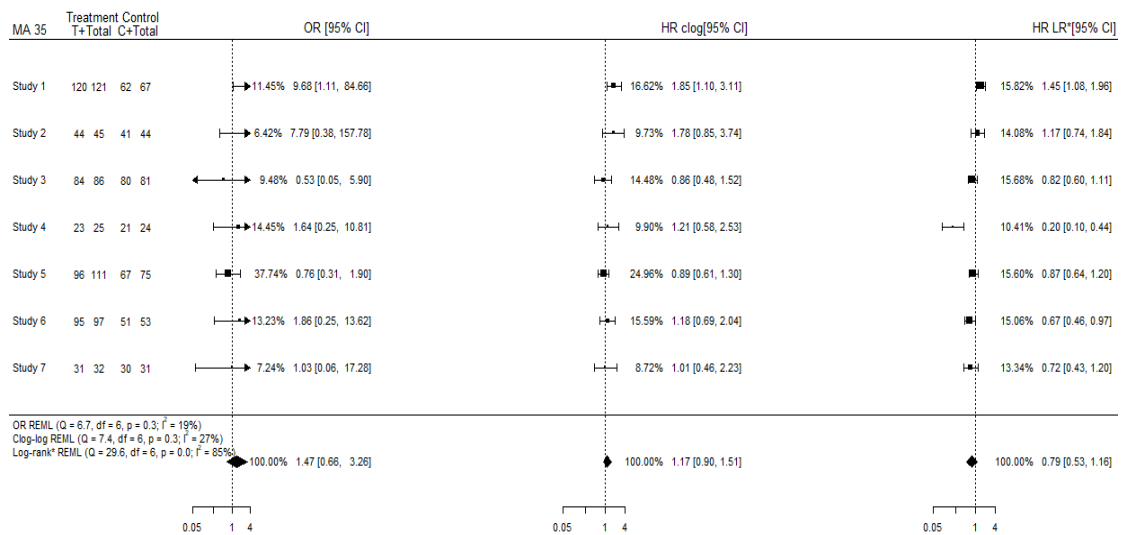 Treatment Control
MA 35 T+Total C+Total OR [95% CI] HR clog[95% CI] HR LR*[95% CI]
Study 1 120 121 62 67 11.45% 9.68 [1.11, 84.66] 16.62% 1.85 [1.10, 3.11] 15.82% 1.45 [1.08, 1.96]
Study 2 44 45 41 44 6.42% 7.79 [0.38, 157.78] 9.73% 1.78 [0.85, 3.74] 14.08% 1.17 [0.74, 1.84]
Study 3 84 86 80 81 9.48% 0.53 [0.05, 5.90] 14.48% 0.86 [0.48, 1.52] 15.68% 0.82 [0.60, 1.11]
Study 4 23 25 21 24 14.45% 1.64 [0.25, 10.81] 9.90% 1.21 [0.58, 2.53] 10.41% 0.20 [0.10, 0.44]
Study 5 96 111 67 75 37.74% 0.76 [0.31, 1.90] 24.96% 0.89 [0.61, 1.30] 15.60% 0.87 [0.64, 1.20]
Study 6 95 97 51 53 13.23% 1.86 [0.25, 13.62] 15.59% 1.18 [0.69, 2.04] 15.06% 0.67 [0.46, 0.97]
Study 7 31 32 30 31 7.24% 1.03 [0.06, 17.28] 8.72% 1.01 [0.46, 2.23] 13.34% 0.72 [0.43, 1.20]
OR REML (Q = 6.7, df = 6, p = 0.3; I² = 19%)
Clog-log REML (Q = 7.4, df = 6, p = 0.3; I² = 27%)
Log-rank* REML (Q = 29.6, df = 6, p = 0.0; I² = 85%)
100.00% 1.47 [0.66, 3.26] 100.00% 1.17 [0.90, 1.51] 100.00% 0.79 [0.53, 1.16]
0.05 1 4 0.05 1 4 0.05 1 4